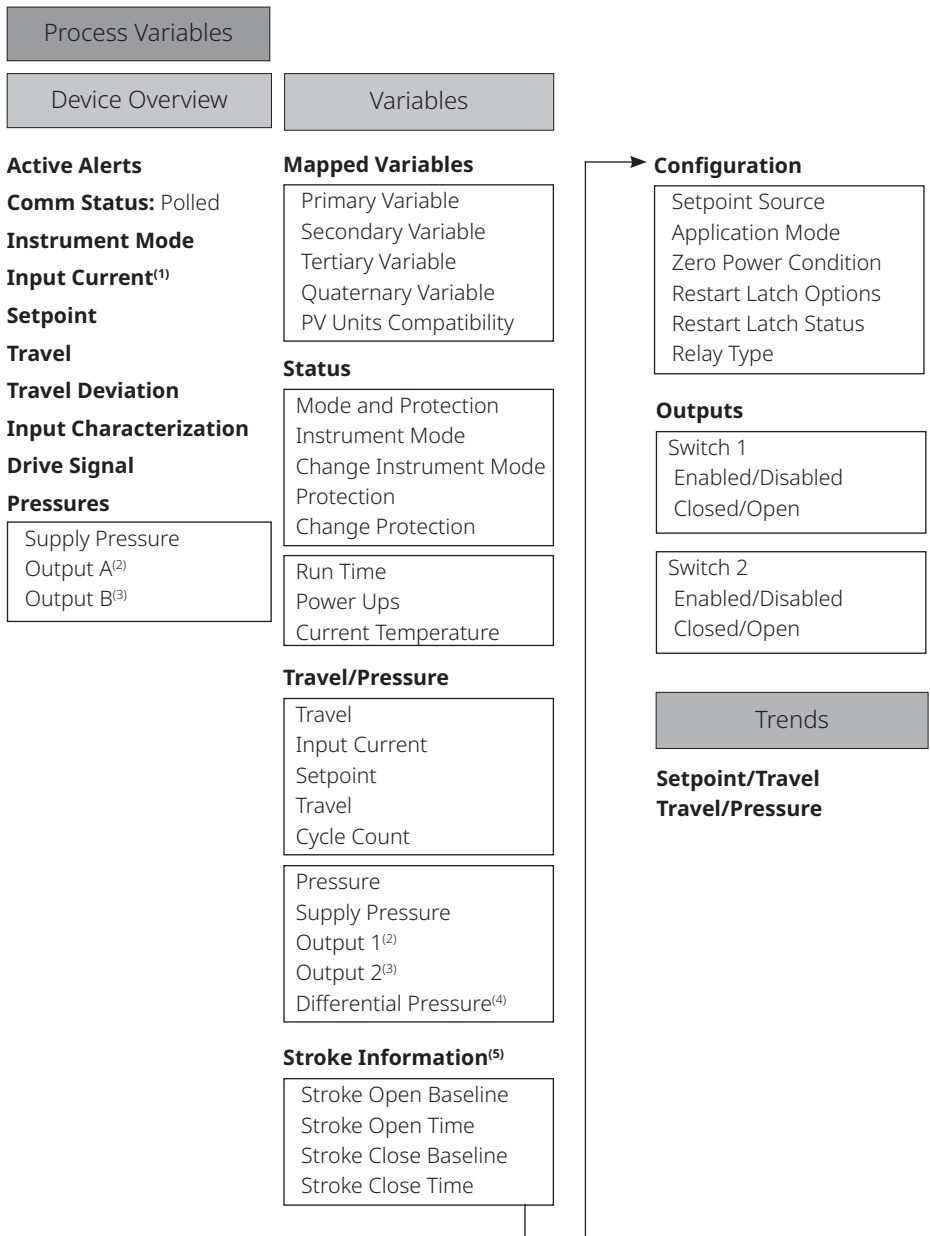 Process Variables
Device Overview
Active Alerts
Comm Status: Polled
Instrument Mode
Input Current(1)
Setpoint
Travel
Travel Deviation
Input Characterization
Drive Signal
Pressures
Supply Pressure
Output A(2)
Output B(3)
Variables
Mapped Variables
Primary Variable
Secondary Variable
Tertiary Variable
Quaternary Variable
PV Units Compatibility
Status
Mode and Protection
Instrument Mode
Change Instrument Mode
Protection
Change Protection
Run Time
Power Ups
Current Temperature
Travel/Pressure
Travel
Input Current
Setpoint
Travel
Cycle Count
Pressure
Supply Pressure
Output 1(2)
Output 2(3)
Differential Pressure(4)
Stroke Information(5)
Stroke Open Baseline
Stroke Open Time
Stroke Close Baseline
Stroke Close Time
Configuration
Setpoint Source
Application Mode
Zero Power Condition
Restart Latch Options
Restart Latch Status
Relay Type
Outputs
Switch 1
Enabled/Disabled
Closed/Open
Switch 2
Enabled/Disabled
Closed/Open
Trends
Setpoint/Travel
Travel/Pressure